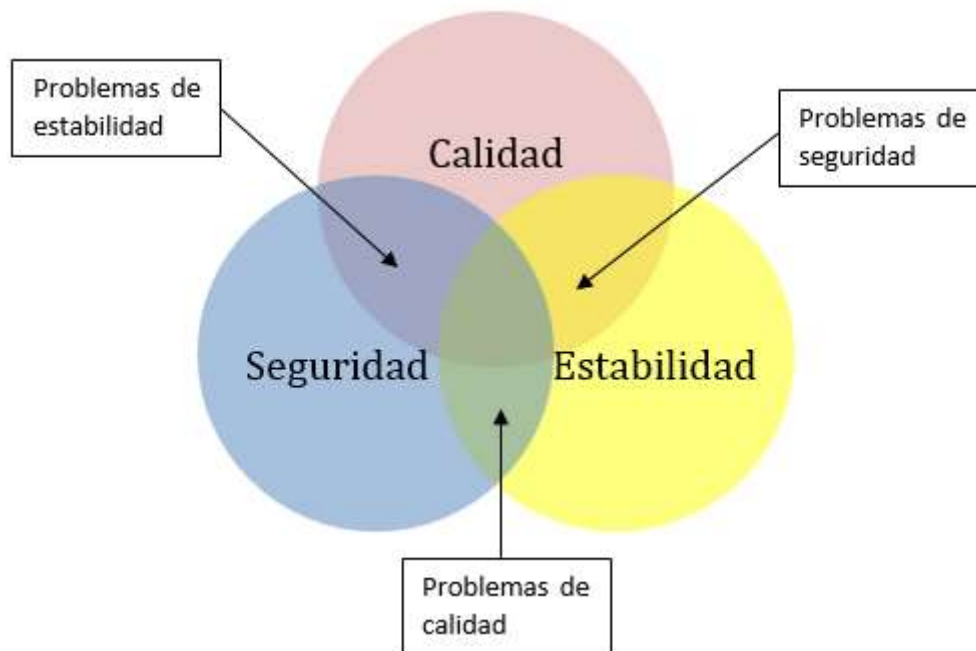 Problemas de
estabilidad
Problemas de
seguridad
Calidad
Seguridad
Estabilidad
Problemas de
calidad